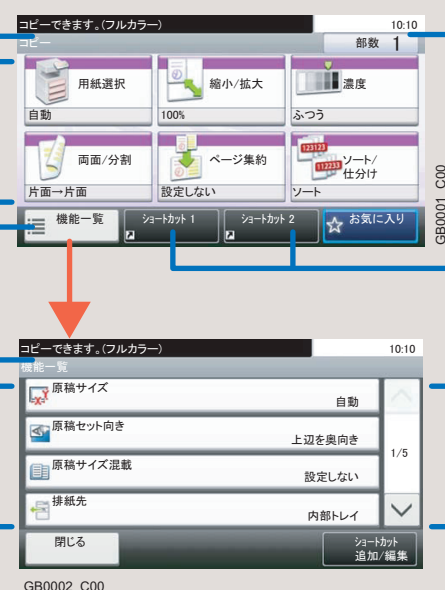 コピーできます。(フルカラー)
10:10
コピー
部数 1
用紙選択
縮小/拡大
濃度
自動
100%
ふつう
123123
112233
両面/分割
ページ集約
ソート/
仕分け
片面→片面
設定しない
ソート
機能一覧
ショートカット 1
ショートカット 2
お気に入り
GB0001_C00
コピーできます。(フルカラー)
10:10
機能一覧
原稿サイズ
自動
原稿セット向き
上辺を奥向き
1/5
原稿サイズ混載
設定しない
排紙先
内部トレイ
閉じる
ショートカット
追加/編集
GB0002_C00